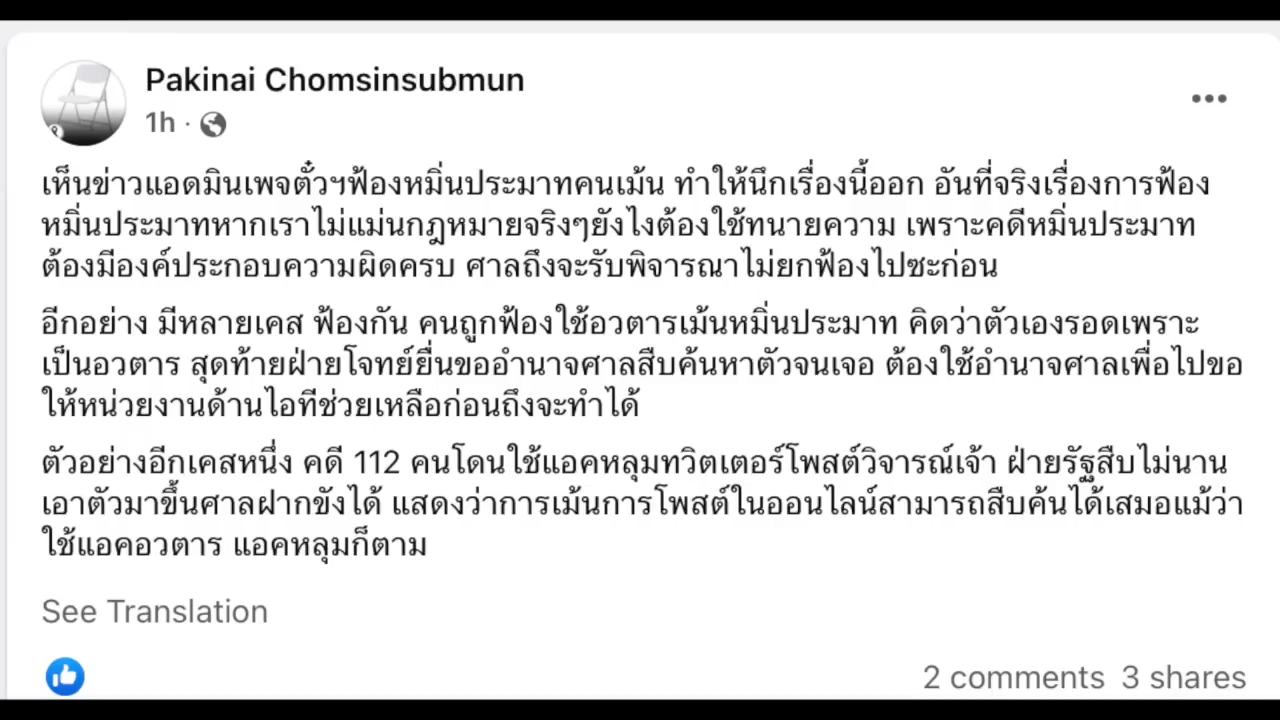 Pakinai Chomsinsubmun
1h ·
เห็นข่าวแอดมินเพจตั๋วฯฟ้องหมิ่นประมาทคนเม้น ทำให้นึกเรื่องนี้ออก อันที่จริงเรื่องการฟ้อง
หมิ่นประมาทหากเราไม่แม่นกฎหมายจริงๆยังไงต้องใช้ทนายความ เพราะคดีหมิ่นประมาท
ต้องมีองค์ประกอบความผิดครบ ศาลถึงจะรับพิจารณาไม่ยกฟ้องไปซะก่อน
อีกอย่าง มีหลายเคส ฟ้องกัน คนถูกฟ้องใช้อวตารเม้นหมิ่นประมาท คิดว่าตัวเองรอดเพราะ
เป็นอวตาร สุดท้ายฝ่ายโจทย์ยื่นขออำนาจศาลสืบค้นหาตัวจนเจอ ต้องใช้อำนาจศาลเพื่อไปขอ
ให้หน่วยงานด้านไอทีช่วยเหลือก่อนถึงจะทำได้
ตัวอย่างอีกเคสหนึ่ง คดี 112 คนโดนใช้แอคหลุมทวิตเตอร์โพสต์วิจารณ์เจ้า ฝ่ายรัฐสืบไม่นาน
เอาตัวมาขึ้นศาลฝากขังได้ แสดงว่าการเม้นการโพสต์ในออนไลน์สามารถสืบค้นได้เสมอแม้ว่า
ใช้แอคอวตาร แอคหลุมก็ตาม
See Translation
2 comments 3 shares